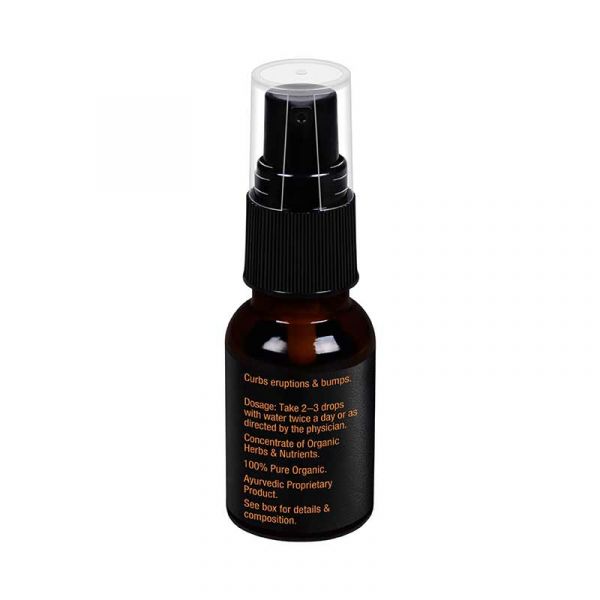 Curbs eruptions & bumps.
Dosage: Take 2–3 drops
with water twice a day or as
directed by the physician.
Concentrate of Organic
Herbs & Nutrients.
100% Pure Organic.
Ayurvedic Proprietary
Product.
See box for details &
composition.